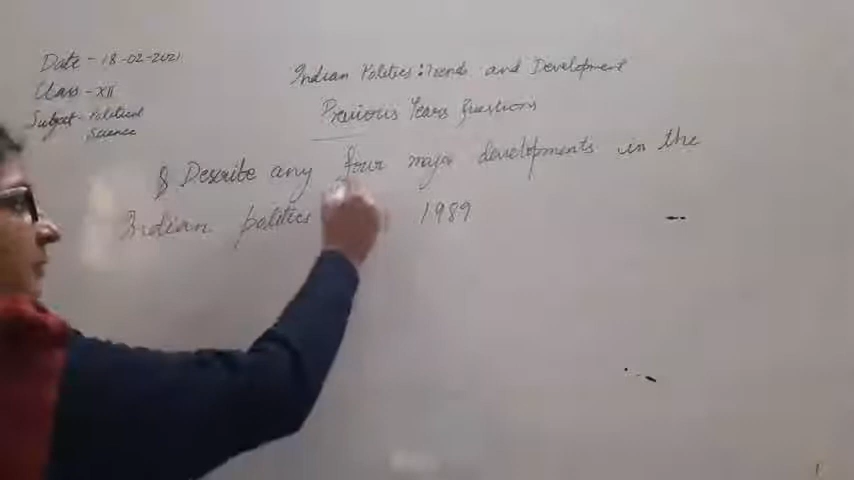 Date - 18-02-2021
Class - XII
Subject - Political Science
Indian Politics : Trends and Development
Previous Years Questions
Q Describe any four major developments in the
Indian politics 1989